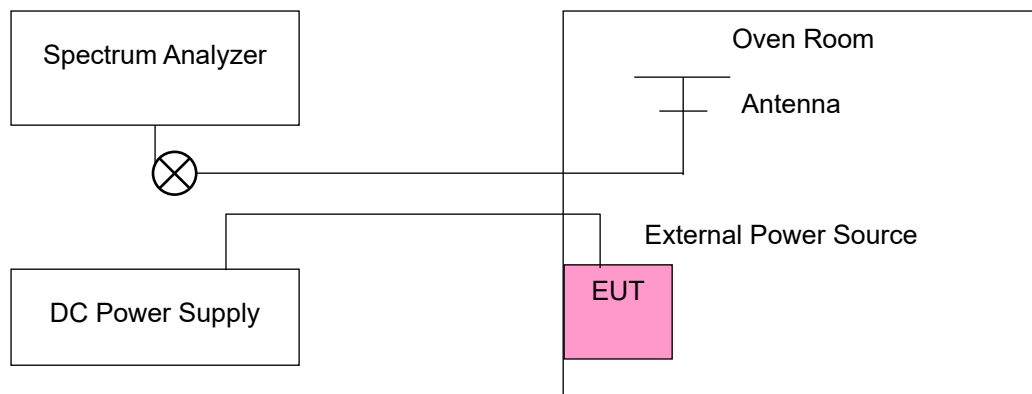 Spectrum Analyzer
Oven Room
Antenna
External Power Source
DC Power Supply
EUT